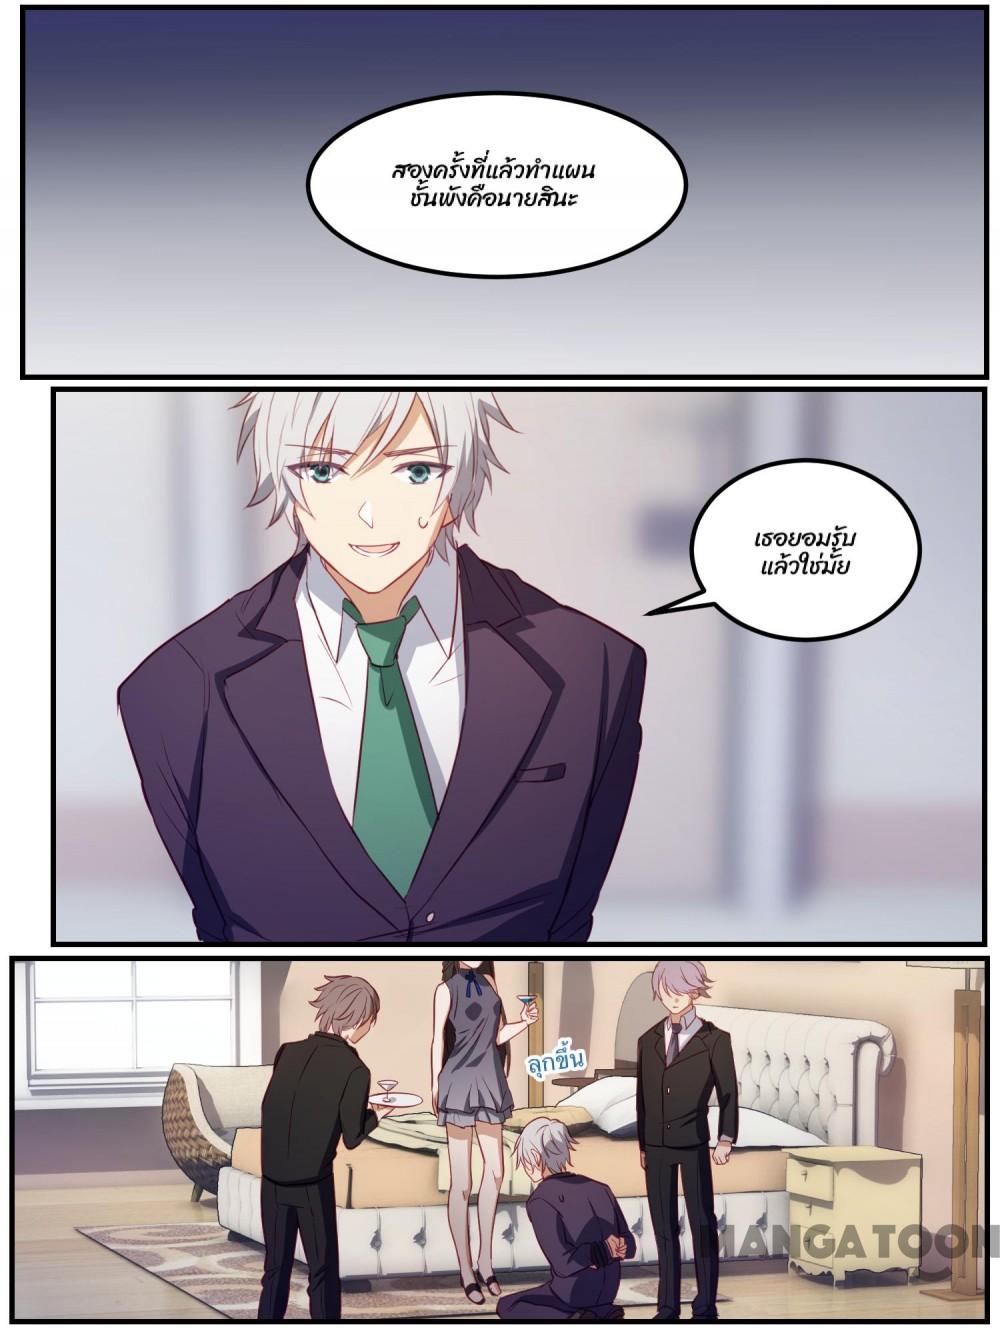 สองครั้งที่แล้วทำแผน
ชั้นพังคือนายสินะ
เธอยอมรับ
แล้วใช่มั้ย
ลุกขึ้น
MANGATOON